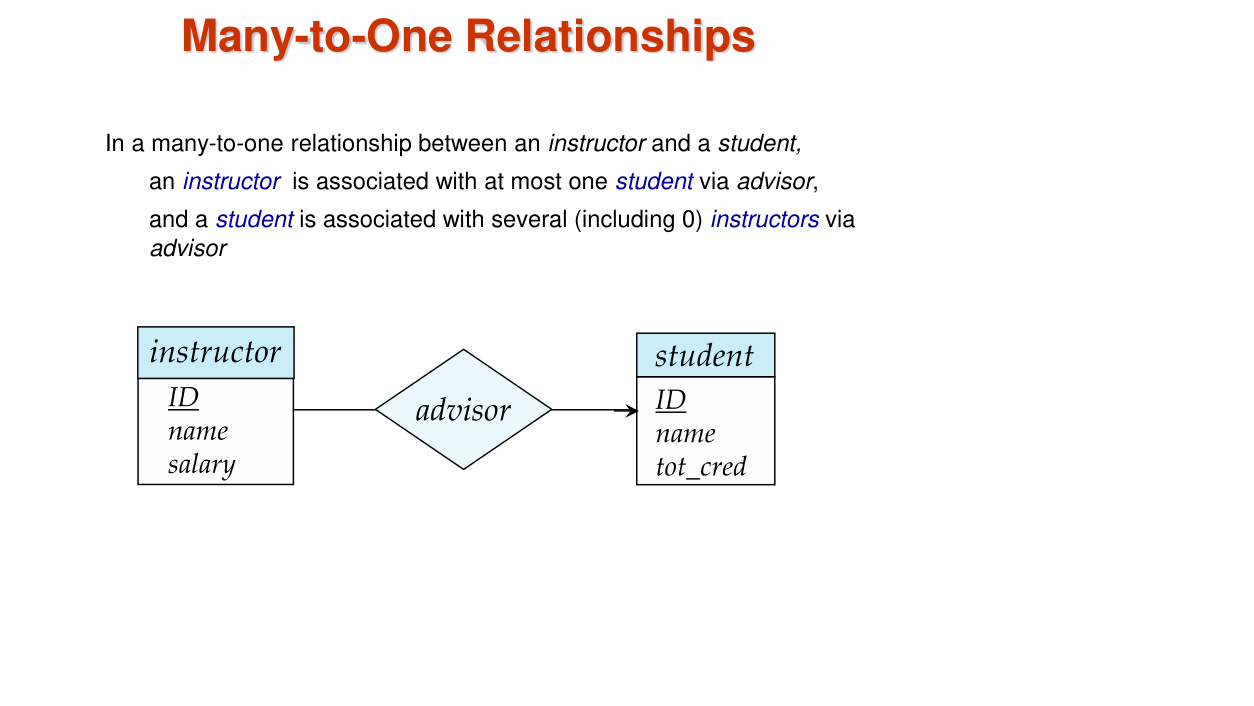 Many-to-One Relationships
In a many-to-one relationship between an instructor and a student,
an instructor is associated with at most one student via advisor,
and a student is associated with several (including 0) instructors via
advisor
instructor
ID
name
salary
advisor
student
ID
name
tot_cred